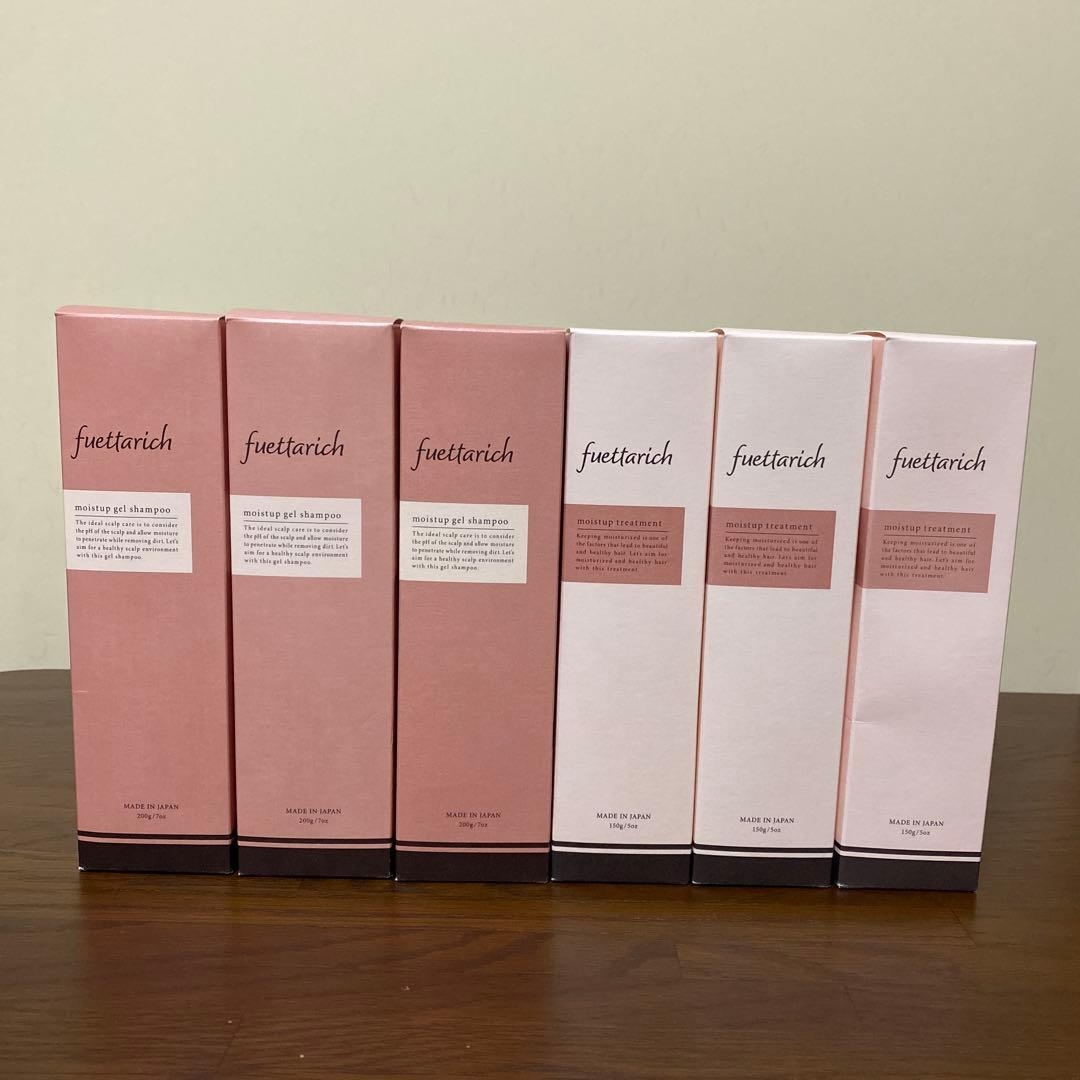 fuettarich
moistup gel shampoo
The ideal scalp care is to consider
the pH of the scalp and allow moisture
to penetrate while removing dirt. Let's
aim for a healthy scalp environment
with this gel shampoo.
MADE IN JAPAN
200g/7oz
fuettarich
moistup gel shampoo
The ideal scalp care is to consider
the pH of the scalp and allow moisture
to penetrate while removing dirt. Let's
aim for a healthy scalp environment
with this gel shampoo.
MADE IN JAPAN
200g/7oz
fuettarich
moistup gel shampoo
The ideal scalp care is to consider
the pH of the scalp and allow moisture
to penetrate while removing dirt. Let's
aim for a healthy scalp environment
with this gel shampoo.
MADE IN JAPAN
200g/7oz
fuettarich
moistup treatment
Keeping moisturized is one of
the factors that lead to beautiful
and healthy hair. Let's aim for
moisturized and healthy hair
with this treatment.
MADE IN JAPAN
150g/5oz
fuettarich
moistup treatment
Keeping moisturized is one of
the factors that lead to beautiful
and healthy hair. Let's aim for
moisturized and healthy hair
with this treatment.
MADE IN JAPAN
150g/5oz
fuettarich
moistup treatment
Keeping moisturized is one of
the factors that lead to beautiful
and healthy hair. Let's aim for
moisturized and healthy hair
with this treatment.
MADE IN JAPAN
150g/5oz